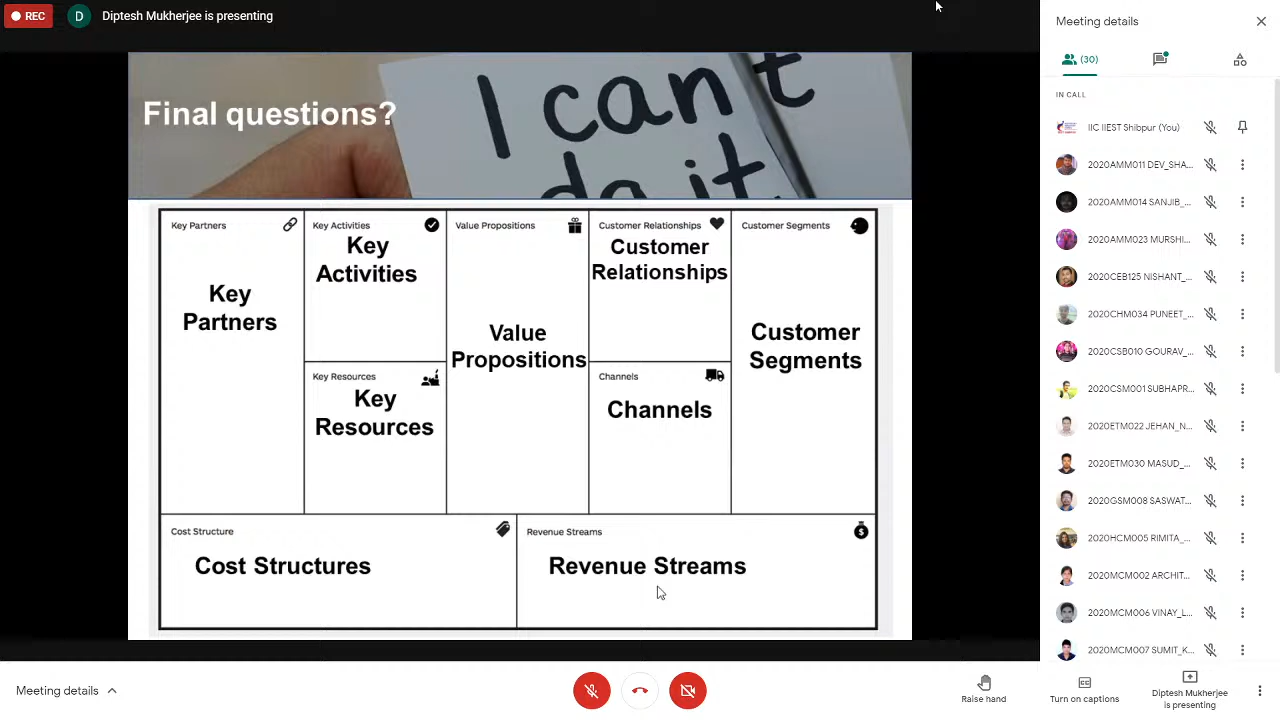 REC
D
Diptesh Mukherjee is presenting
Final questions?
I can't
do it
Key Partners
Key
Partners
Key Activities
Key
Activities
Key Resources
Key
Resources
Value Propositions
Value
Propositions
Customer Relationships
Customer
Relationships
Channels
Channels
Customer Segments
Customer
Segments
Cost Structure
Cost Structures
Revenue Streams
Revenue Streams
Meeting details
(30)
IN CALL
IIC IIEST Shibpur (You)
2020AMM011 DEV_SHA...
2020AMM014 SANJIB_...
2020AMM023 MURSHI...
2020CEB125 NISHANT_...
2020CHM034 PUNEET_...
2020CSB010 GOURAV_...
2020CSM001 SUBHAPR...
2020ETM022 JEHAN_N...
2020ETM030 MASUD_...
2020GSM008 SASWAT...
2020HCM005 RIMITA_...
2020MCM002 ARCHIT...
2020MCM006 VINAY_L...
2020MCM007 SUMIT_K...
Meeting details
Raise hand
Turn on captions
Diptesh Mukherjee
is presenting